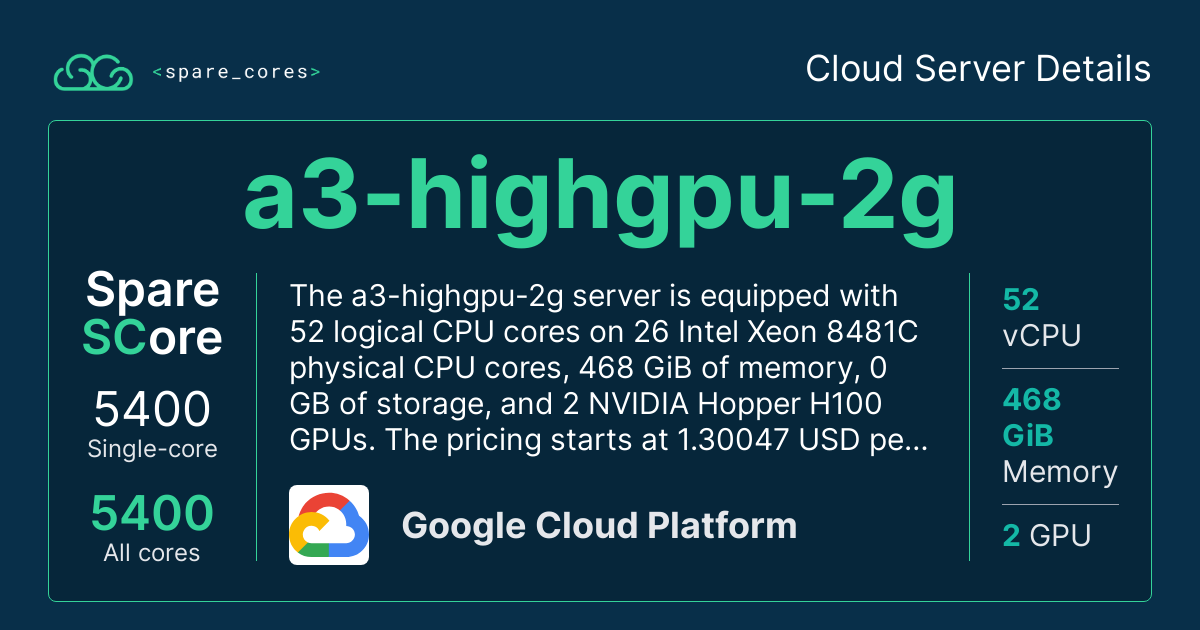 <spare_cores>
Cloud Server Details
a3-highgpu-2g
Spare
SCore
5400
Single-core
5400
All cores
The a3-highgpu-2g server is equipped with
52 logical CPU cores on 26 Intel Xeon 8481C
physical CPU cores, 468 GiB of memory, 0
GB of storage, and 2 NVIDIA Hopper H100
GPUs. The pricing starts at 1.30047 USD pe...
Google Cloud Platform
52
vCPU
468
GiB
Memory
2 GPU